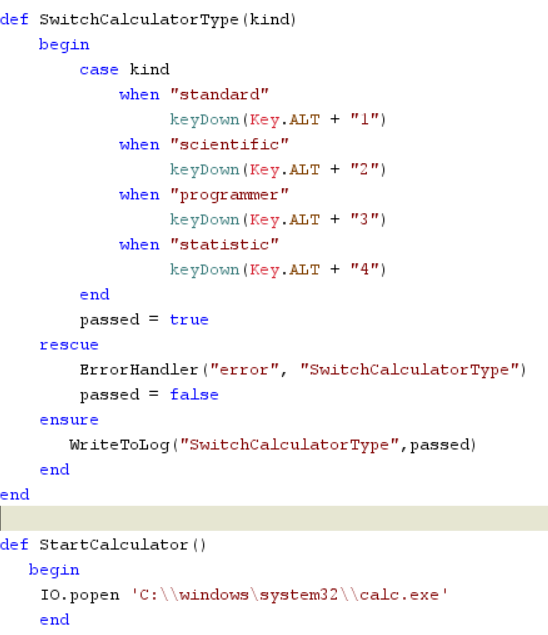 def SwitchCalculatorType(kind)
begin
case kind
when "standard"
keyDown(Key.ALT + "1")
when "scientific"
keyDown(Key.ALT + "2")
when "programmer"
keyDown(Key.ALT + "3")
when "statistic"
keyDown(Key.ALT + "4")
end
passed = true
rescue
ErrorHandler("error", "SwitchCalculatorType")
passed = false
ensure
WriteToLog("SwitchCalculatorType",passed)
end
end
def StartCalculator()
begin
IO.popen 'C:\\windows\system32\\calc.exe'
end